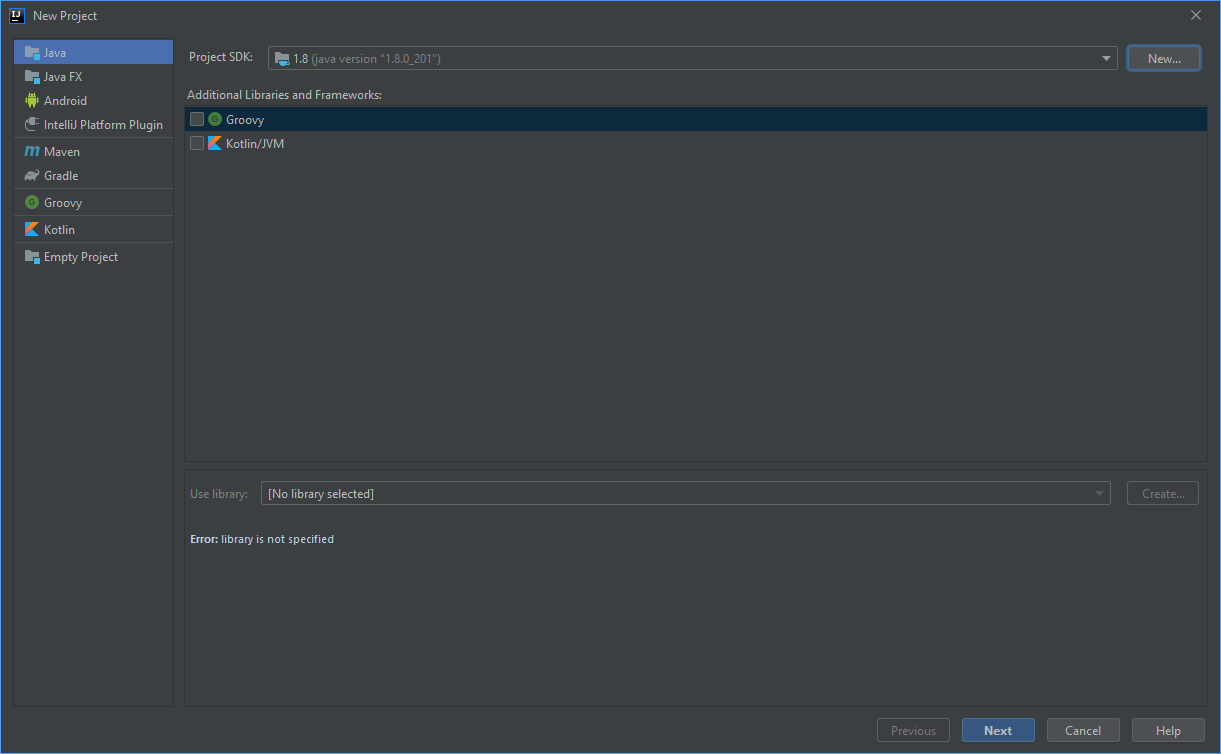 New Project
Java
Java FX
Android
IntelliJ Platform Plugin
Maven
Gradle
Groovy
Kotlin
Empty Project
Project SDK: 1.8 (java version "1.8.0_201") New...
Additional Libraries and Frameworks:
Groovy
Kotlin/JVM
Use library: [No library selected] Create...
Error: library is not specified
Previous Next Cancel Help